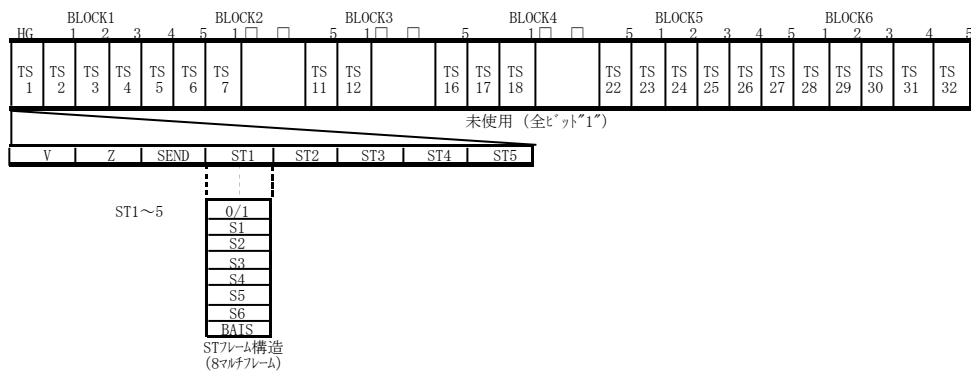 BLOCK1 BLOCK2 BLOCK3 BLOCK4 BLOCK5 BLOCK6
HG 1 2 3 4 5 1 □ □ 5 1 □ □ 5 1 □ □ 5 1 2 3 4 5 1 2 3 4 5
TS 1 TS 2 TS 3 TS 4 TS 5 TS 6 TS 7 TS 11 TS 12 TS 16 TS 17 TS 18 TS 22 TS 23 TS 24 TS 25 TS 26 TS 27 TS 28 TS 29 TS 30 TS 31 TS 32
未使用（全ﾋﾞｯﾄ"1"）
V Z SEND ST1 ST2 ST3 ST4 ST5
ST1～5
0/1
S1
S2
S3
S4
S5
S6
BAIS
STﾌﾚｰﾑ構造
(8ﾏﾙﾁﾌﾚｰﾑ)